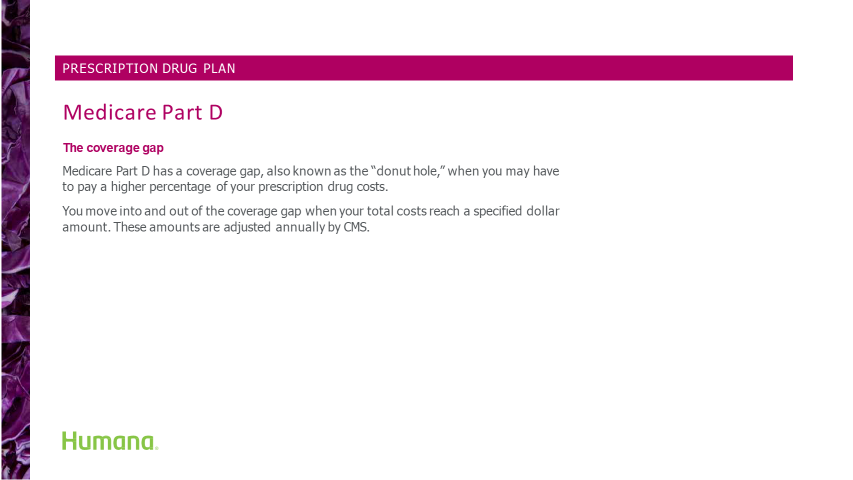 PRESCRIPTION DRUG PLAN
Medicare Part D
The coverage gap
Medicare Part D has a coverage gap, also known as the “donut hole,” when you may have
to pay a higher percentage of your prescription drug costs.
You move into and out of the coverage gap when your total costs reach a specified dollar
amount. These amounts are adjusted annually by CMS.
Humana®